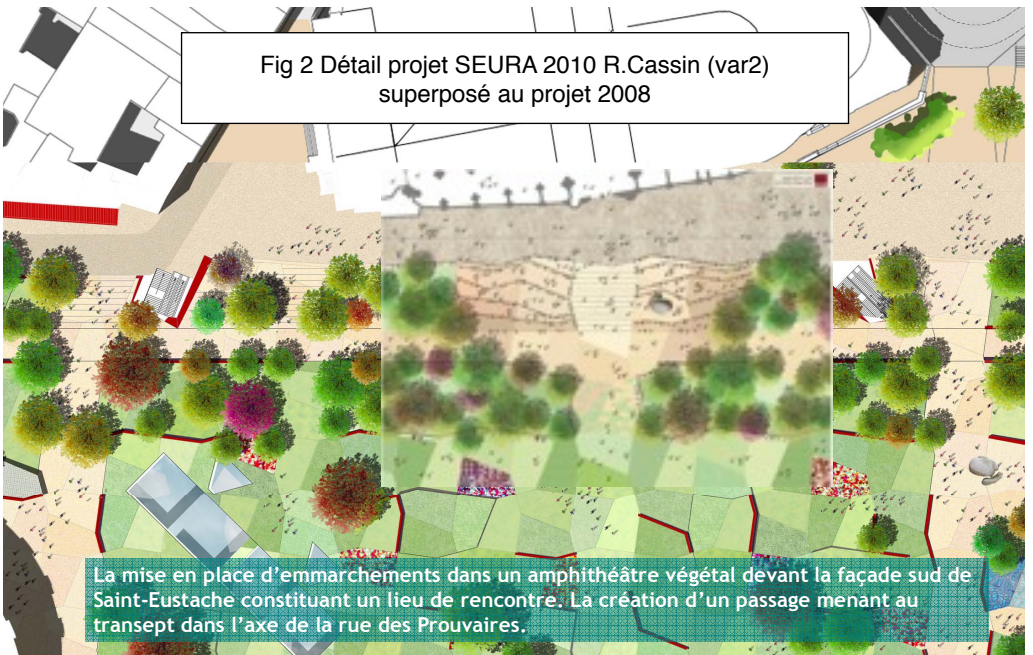 Fig 2 Détail projet SEURA 2010 R.Cassin (var2)
superposé au projet 2008
La mise en place d’emmarchements dans un amphithéâtre végétal devant la façade sud de
Saint-Eustache constituant un lieu de rencontre. La création d’un passage menant au
transept dans l’axe de la rue des Prouvaires.